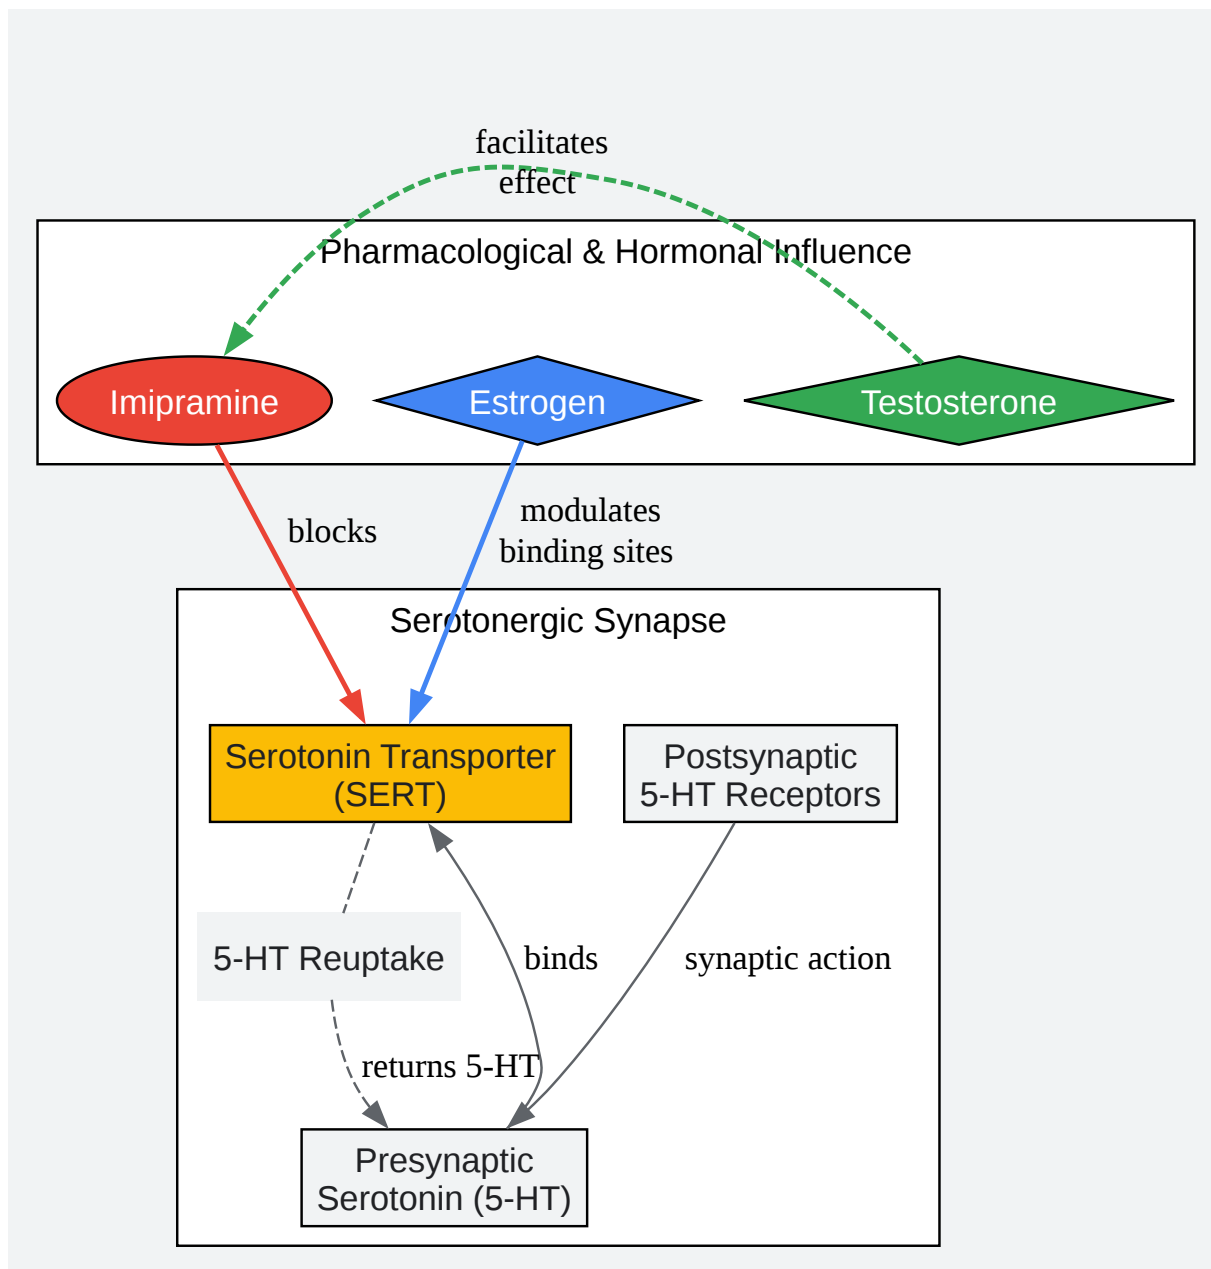 facilitates
effect
Pharmacological & Hormonal Influence
Imipramine
Estrogen
Testosterone
blocks
modulates
binding sites
Serotonergic Synapse
Serotonin Transporter
(SERT)
Postsynaptic
5-HT Receptors
5-HT Reuptake
binds
synaptic action
returns 5-HT
Presynaptic
Serotonin (5-HT)